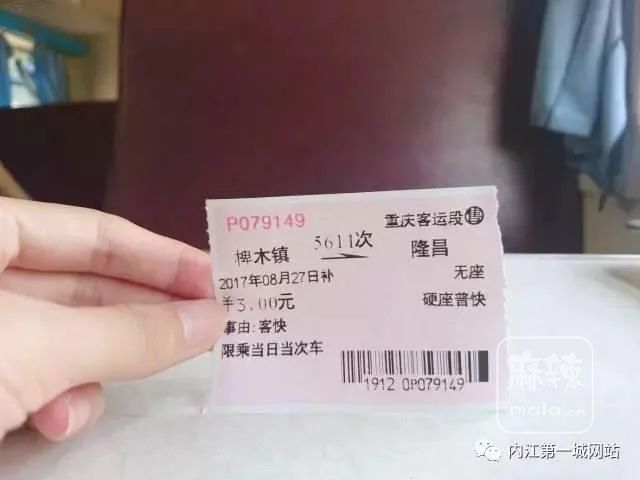 P079149
重庆客运段售
椑木镇 5611次 隆昌
2017年08月27日补 无座
¥3.00元 硬座普快
事由:客快
限乘当日当次车
1912 0P079149
麻辣
mala.cn
内江第一城网站